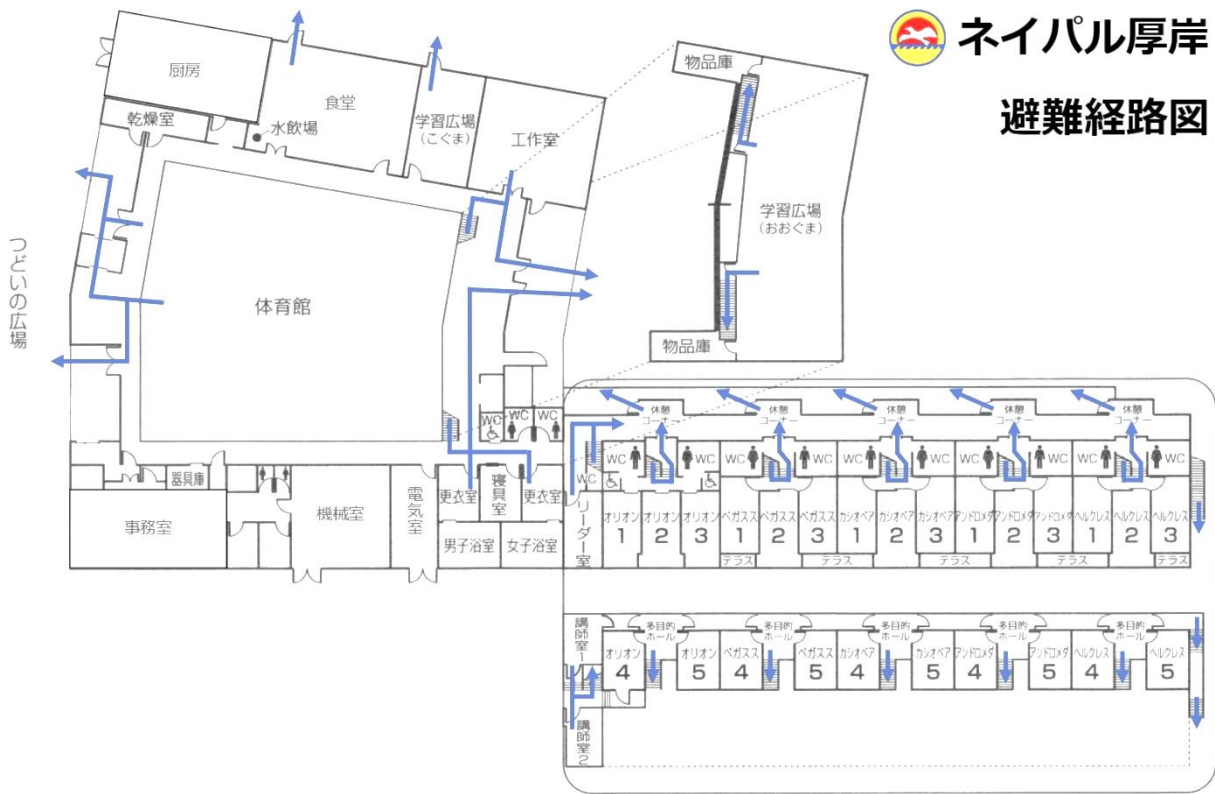 ネイパル厚岸
避難経路図
厨房
乾燥室
食堂
水飲場
学習広場
(こぐま)
工作室
物品庫
学習広場
(おおぐま)
物品庫
つどいの広場
体育館
WC
WC
WC
器具庫
事務室
機械室
電気室
更衣室
寝具室
更衣室
男子浴室
女子浴室
休憩
コーナー
休憩
コーナー
休憩
コーナー
休憩
コーナー
休憩
コーナー
WC
WC
WC
WC
WC
WC
WC
WC
WC
WC
WC
リーダー室
オリオン
1
オリオン
2
オリオン
3
ペガスス
1
ペガスス
2
ペガスス
3
カシオペア
1
カシオペア
2
カシオペア
3
アンドロメダ
1
アンドロメダ
2
アンドロメダ
3
ヘルクレス
1
ヘルクレス
2
ヘルクレス
3
テラス
テラス
テラス
テラス
テラス
講師室1
多目的
ホール
多目的
ホール
多目的
ホール
多目的
ホール
多目的
ホール
オリオン
4
オリオン
5
ペガスス
4
ペガスス
5
カシオペア
4
カシオペア
5
アンドロメダ
4
アンドロメダ
5
ヘルクレス
4
ヘルクレス
5
講師室2